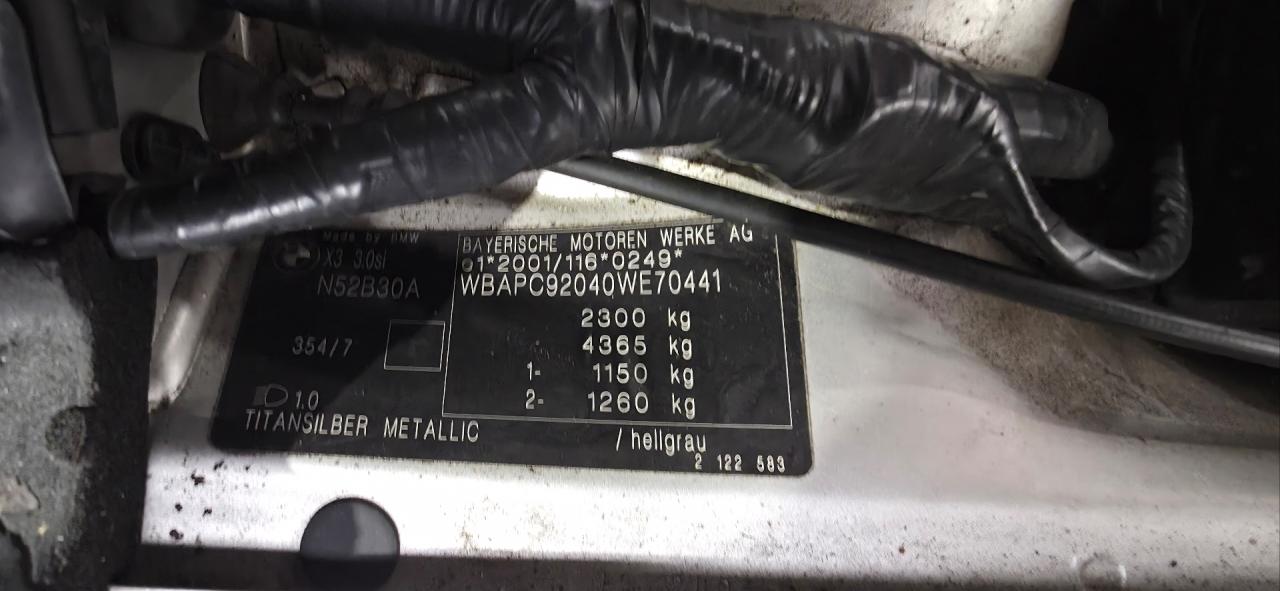 Made by BMW
X3 3.0si
N52B30A
354/7
1.0
TITANSILBER METALLIC
BAYERISCHE MOTOREN WERKE AG
e1*2001/116*0249*
WBAPC92040WE70441
2300 kg
4365 kg
1- 1150 kg
2- 1260 kg
/ hellgrau
2 122 583